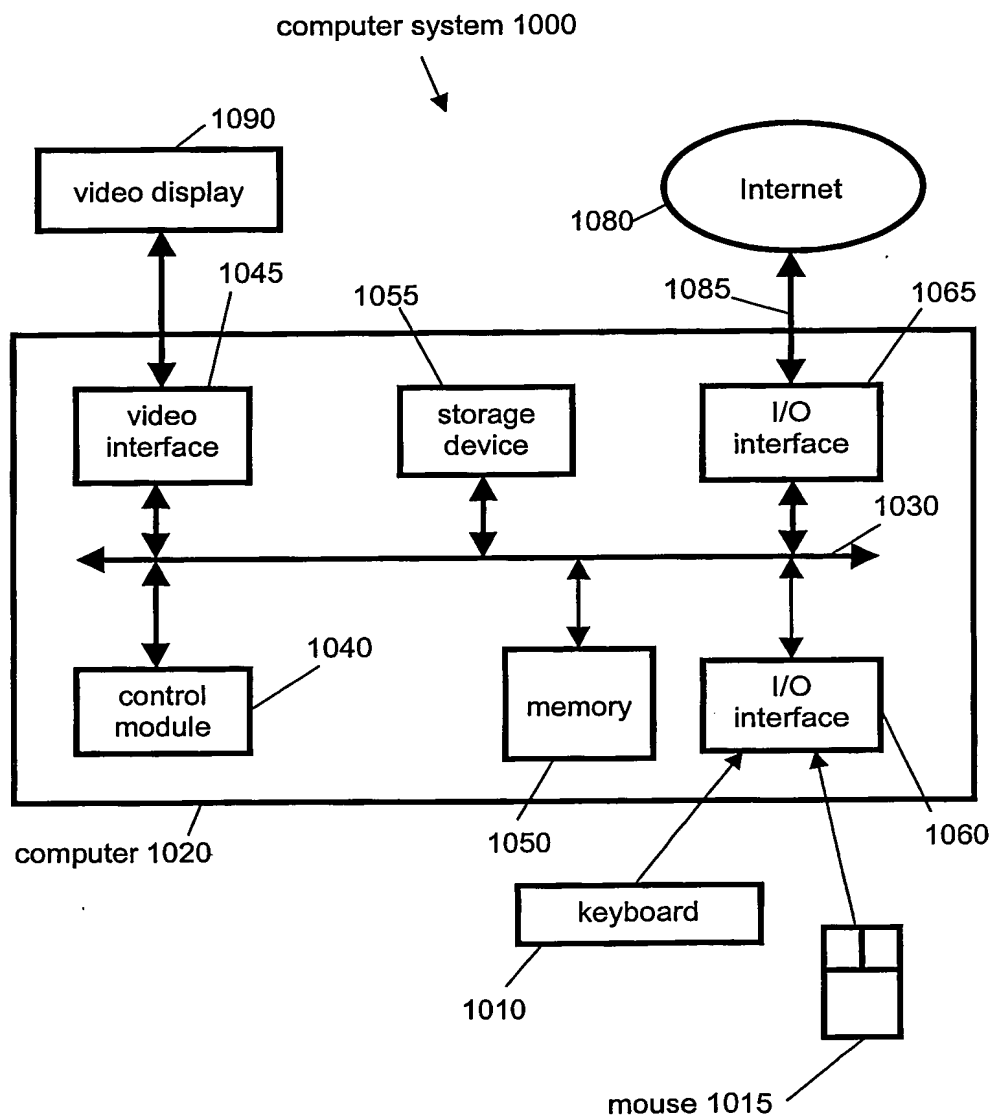 computer system 1000
1090
video display
Internet
1080
1045
1055
1085
1065
video
interface
storage
device
I/O
interface
1030
1040
control
module
memory
I/O
interface
computer 1020
1050
1060
keyboard
1010
mouse 1015